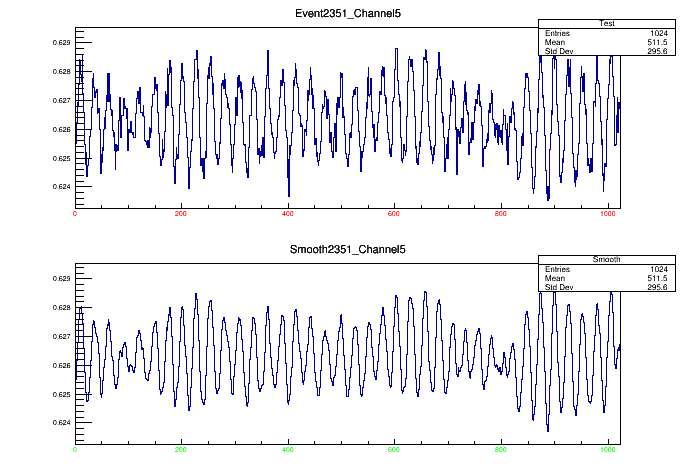 Event2351_Channel5
Test
Entries 1024
Mean 511.5
Std Dev 295.6
0.629
0.628
0.627
0.626
0.625
0.624
0 200 400 600 800 1000
Smooth2351_Channel5
Smooth
Entries 1024
Mean 511.5
Std Dev 295.6
0.629
0.628
0.627
0.626
0.625
0.624
0 200 400 600 800 1000